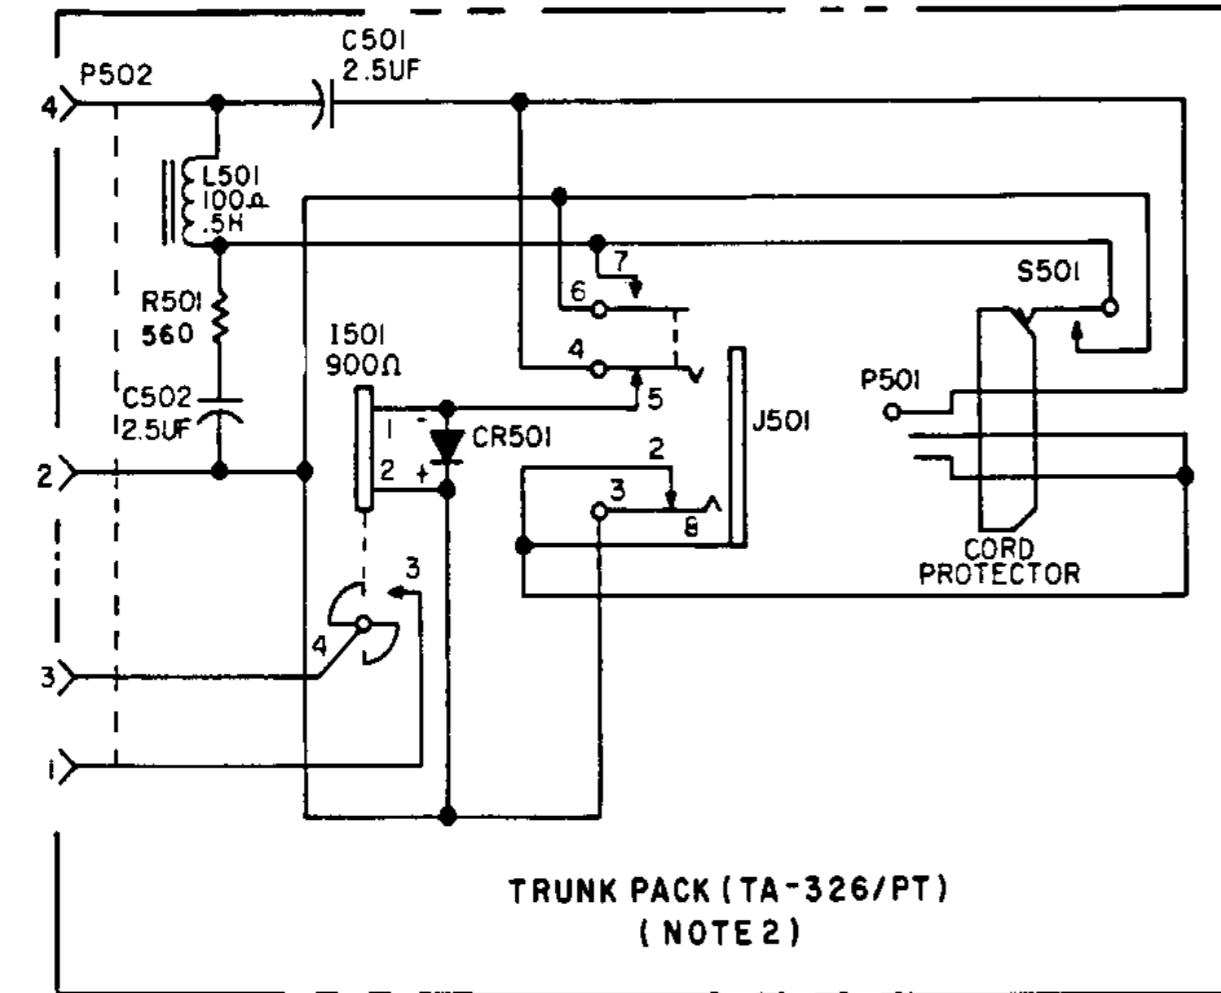 C501
2.5UF
P502
4
L501
100Ω
.5H
7
S501
6
R501
560
I501
900Ω
4
P501
C502
2.5UF
5
1
-
CR501
J501
2
2
+
2
3
8
CORD
PROTECTOR
3
4
3
1
TRUNK PACK (TA-326/PT)
(NOTE 2)